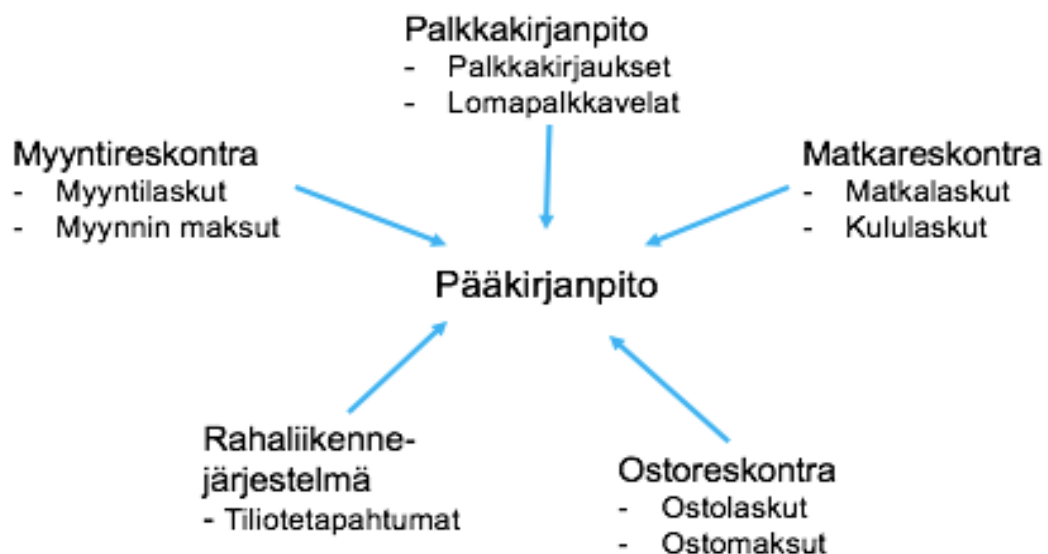 Palkkakirjanpito
- Palkkakirjaukset
- Lomapalkkavelat
Myyntireskontra
- Myyntilaskut
- Myynnin maksut
Matkareskontra
- Matkalaskut
- Kululaskut
Pääkirjanpito
Rahaliikenne-
järjestelmä
- Tiliotetapahtumat
Ostoreskontra
- Ostolaskut
- Ostomaksut